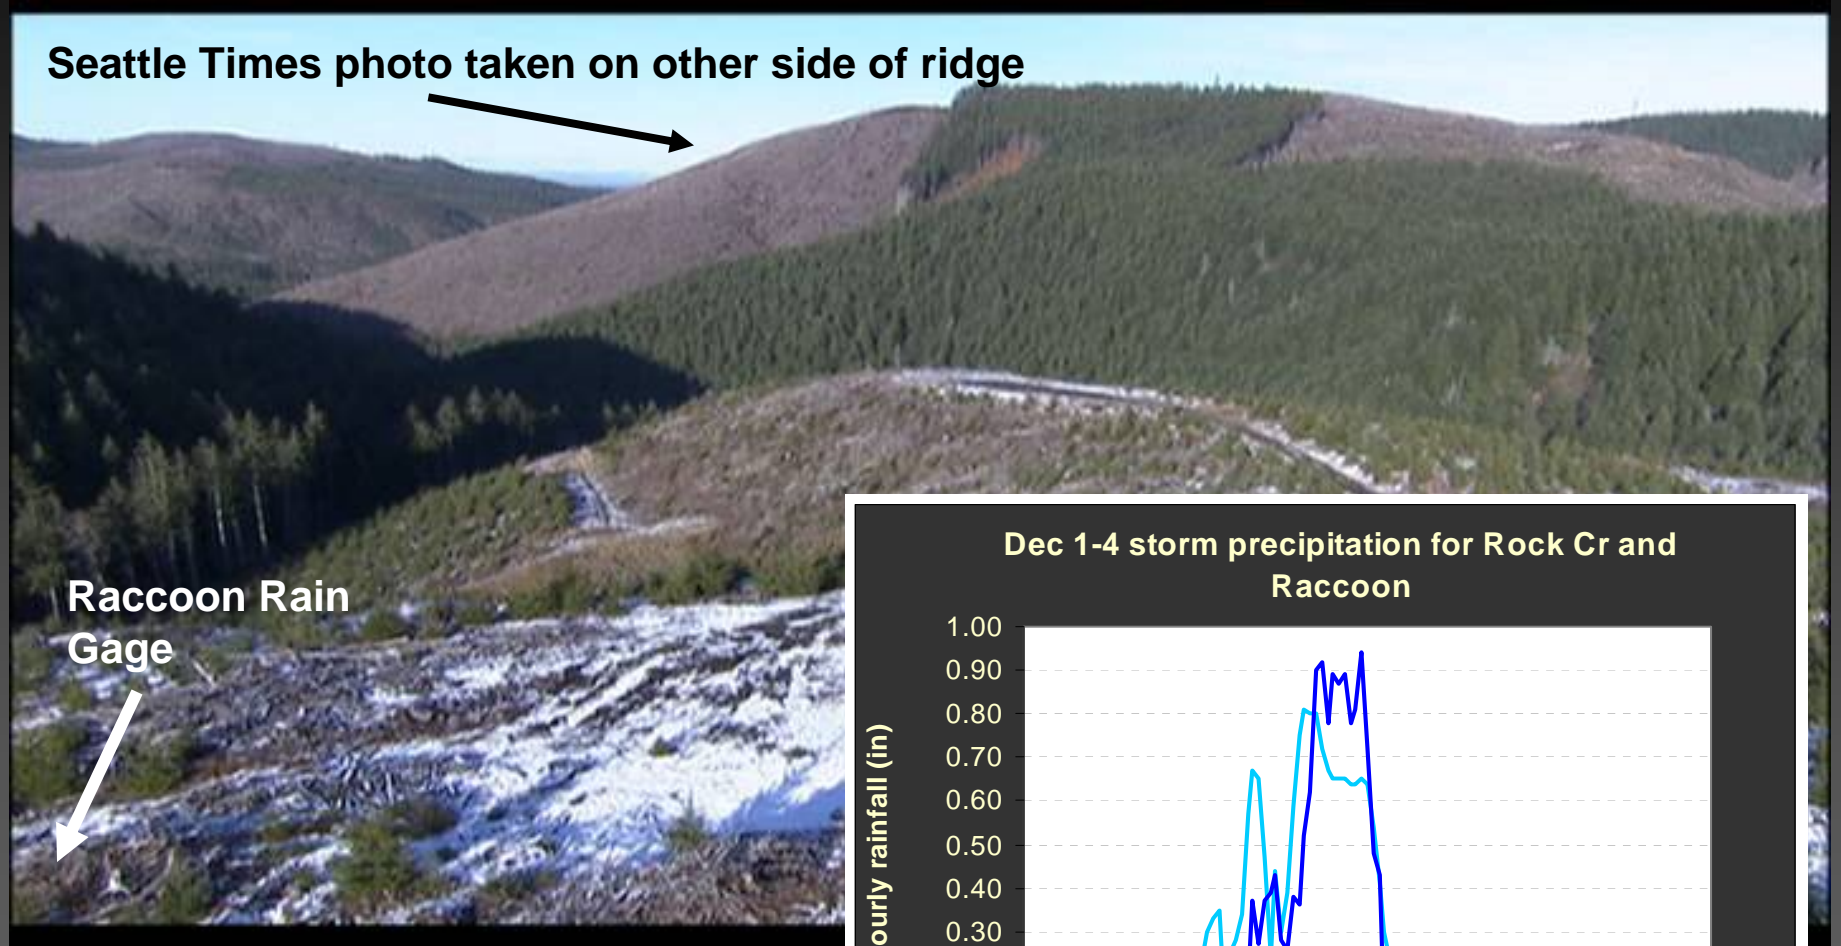 Seattle Times photo taken on other side of ridge
Raccoon Rain
Gage
Dec 1-4 storm precipitation for Rock Cr and
Raccoon
1.00
0.90
0.80
0.70
0.60
0.50
0.40
0.30
ourly rainfall (in)